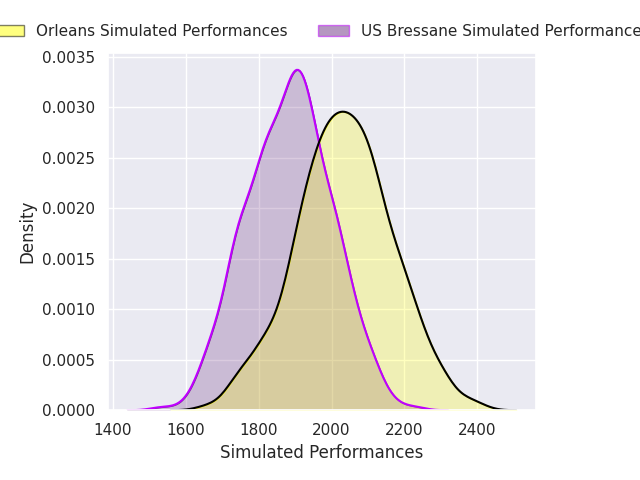 Orleans Simulated Performances
US Bressane Simulated Performance
0.0035
0.0030
0.0025
0.0020
0.0015
0.0010
0.0005
0.0000
Density
1400 1600 1800 2000 2200 2400
Simulated Performances